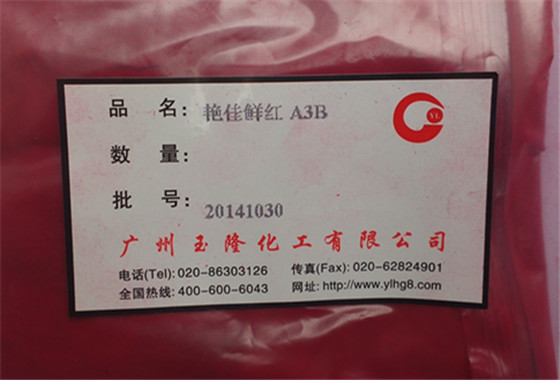 品 名: 艳佳鲜红 A3B
YL
数 量:
批 号: 20141030
广州玉隆化工有限公司
电话(Tel): 020-86303126 传真(Fax): 020-62824901
全国热线: 400-600-6043 网址: http://www.ylhg8.com